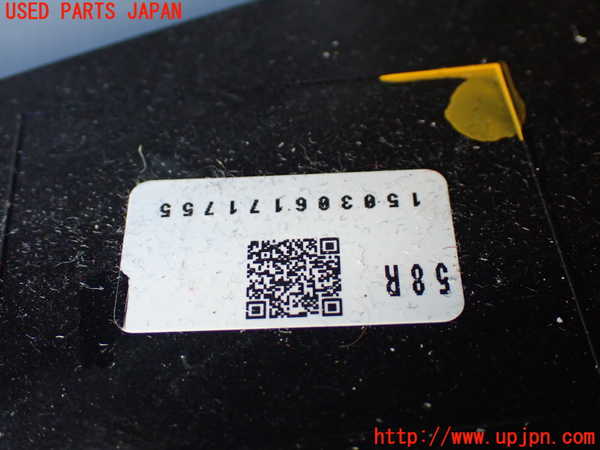 USED PARTS JAPAN
58R
150306171755
http://www.upjpn.com/